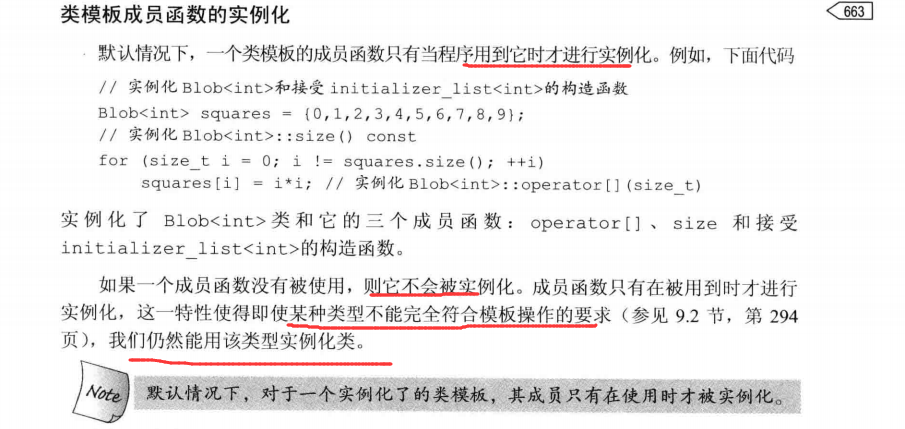 类模板成员函数的实例化
663
默认情况下，一个类模板的成员函数只有当程序用到它时才进行实例化。例如，下面代码
// 实例化Blob<int>和接受 initializer_list<int>的构造函数
Blob<int> squares = {0,1,2,3,4,5,6,7,8,9};
// 实例化Blob<int>::size() const
for (size_t i = 0; i != squares.size(); ++i)
squares[i] = i*i; // 实例化Blob<int>::operator[](size_t)
实例化了 Blob<int>类和它的三个成员函数：operator[]、size 和接受
initializer_list<int>的构造函数。
如果一个成员函数没有被使用，则它不会被实例化。成员函数只有在被用到时才进行
实例化，这一特性使得即使某种类型不能完全符合模板操作的要求（参见 9.2 节，第 294
页），我们仍然能用该类型实例化类。
Note
默认情况下，对于一个实例化了的类模板，其成员只有在使用时才被实例化。